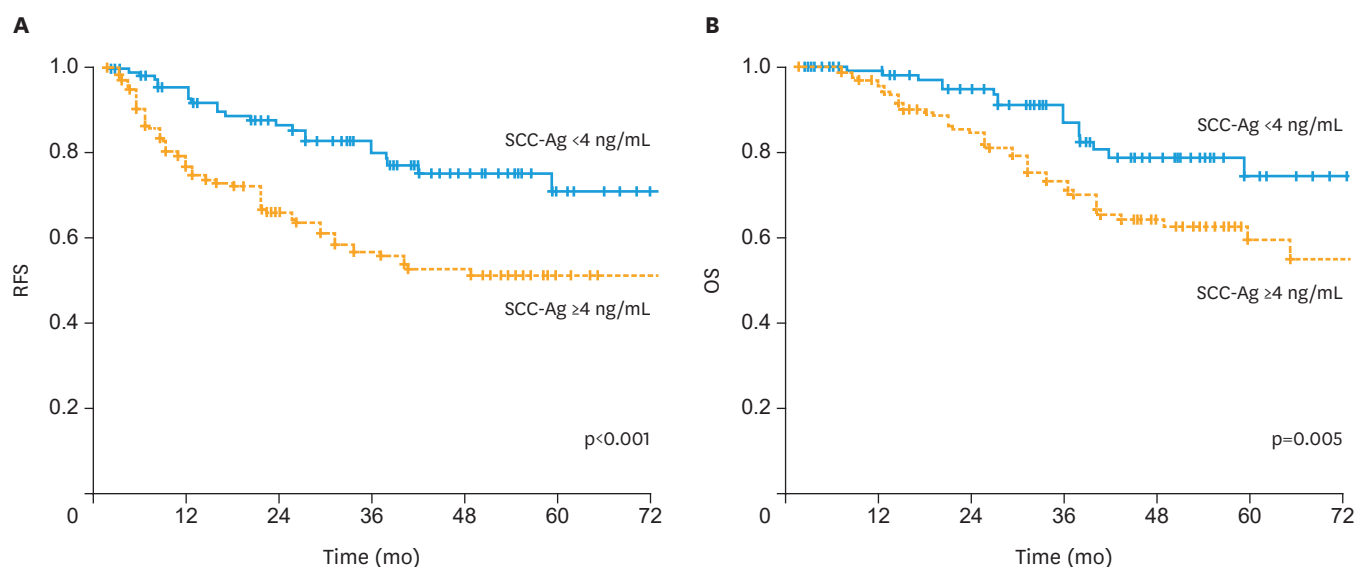 A
1.0
0.8
0.6
0.4
0.2
0
12
24
36
48
60
72
RFS
Time (mo)
SCC-Ag <4 ng/mL
SCC-Ag ≥4 ng/mL
p<0.001
B
1.0
0.8
0.6
0.4
0.2
0
12
24
36
48
60
72
OS
Time (mo)
SCC-Ag <4 ng/mL
SCC-Ag ≥4 ng/mL
p=0.005